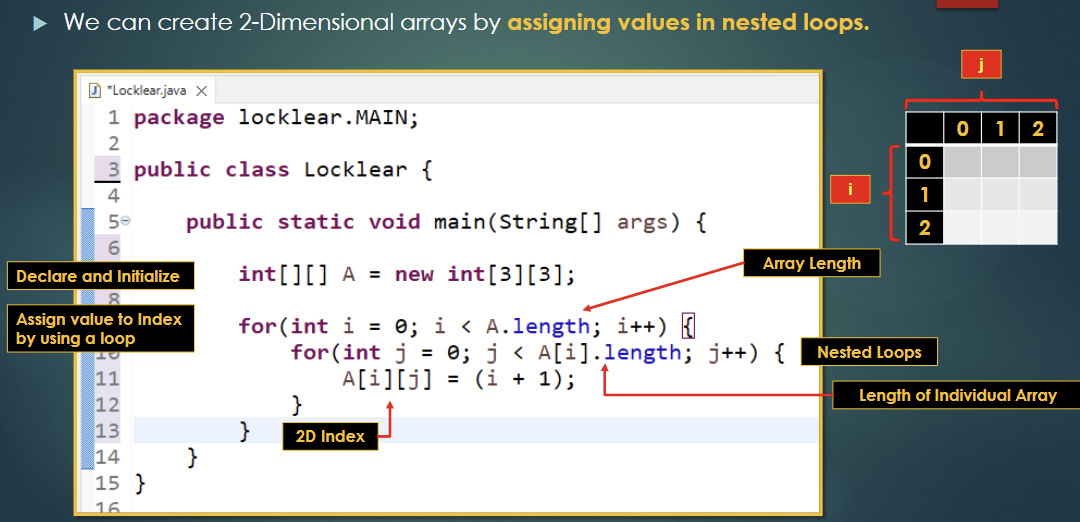 ▶ We can create 2-Dimensional arrays by assigning values in nested loops.
j
0 1 2
0
1
2
i
*Locklear.java X
1 package locklear.MAIN;
2
3 public class Locklear {
4
5 public static void main(String[] args) {
6
Declare and Initialize
int[][] A = new int[3][3];
Array Length
8
Assign value to Index
by using a loop
for(int i = 0; i < A.length; i++) {
10 for(int j = 0; j < A[i].length; j++) {
Nested Loops
11 A[i][j] = (i + 1);
Length of Individual Array
12 }
13 }
2D Index
14 }
15 }
16